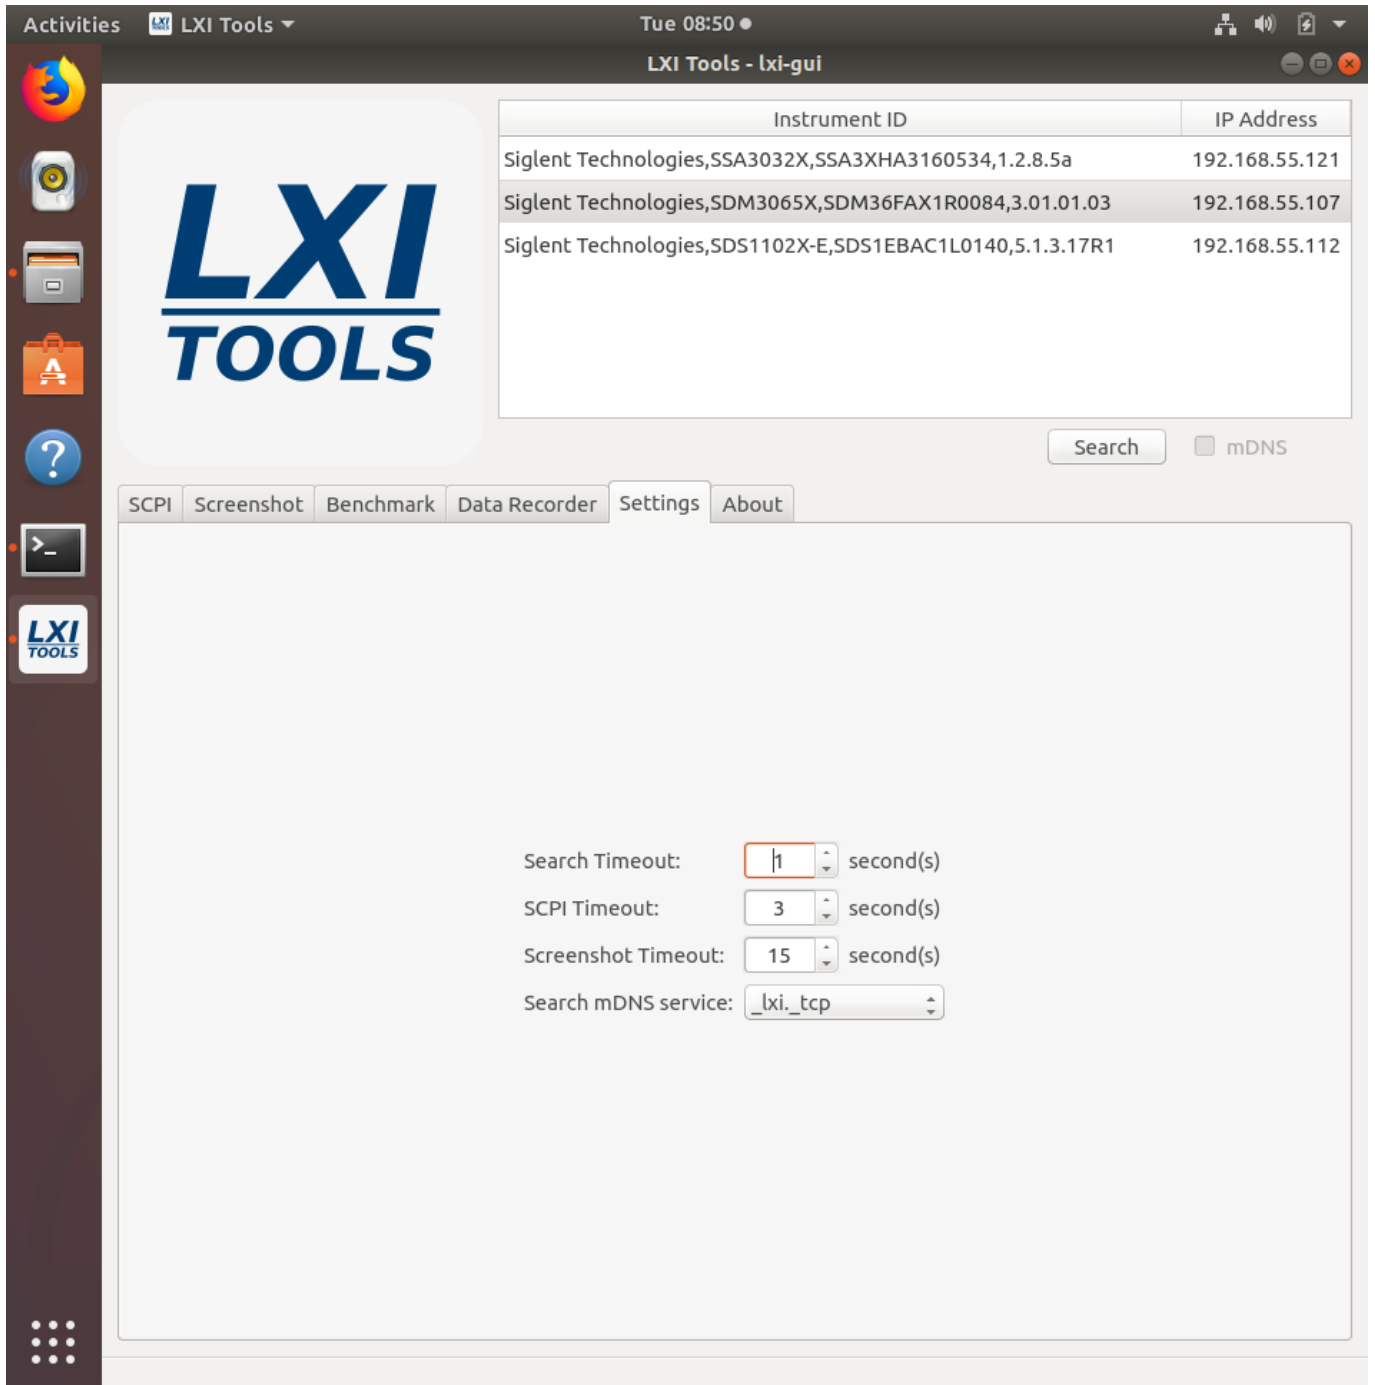 Activities LXI Tools Tue 08:50
LXI Tools - lxi-gui
LXI
TOOLS
Instrument ID IP Address
Siglent Technologies,SSA3032X,SSA3XHA3160534,1.2.8.5a 192.168.55.121
Siglent Technologies,SDM3065X,SDM36FAX1R0084,3.01.01.03 192.168.55.107
Siglent Technologies,SDS1102X-E,SDS1EBAC1L0140,5.1.3.17R1 192.168.55.112
Search mDNS
SCPI Screenshot Benchmark Data Recorder Settings About
LXI
TOOLS
Search Timeout: 1 second(s)
SCPI Timeout: 3 second(s)
Screenshot Timeout: 15 second(s)
Search mDNS service: _lxi._tcp